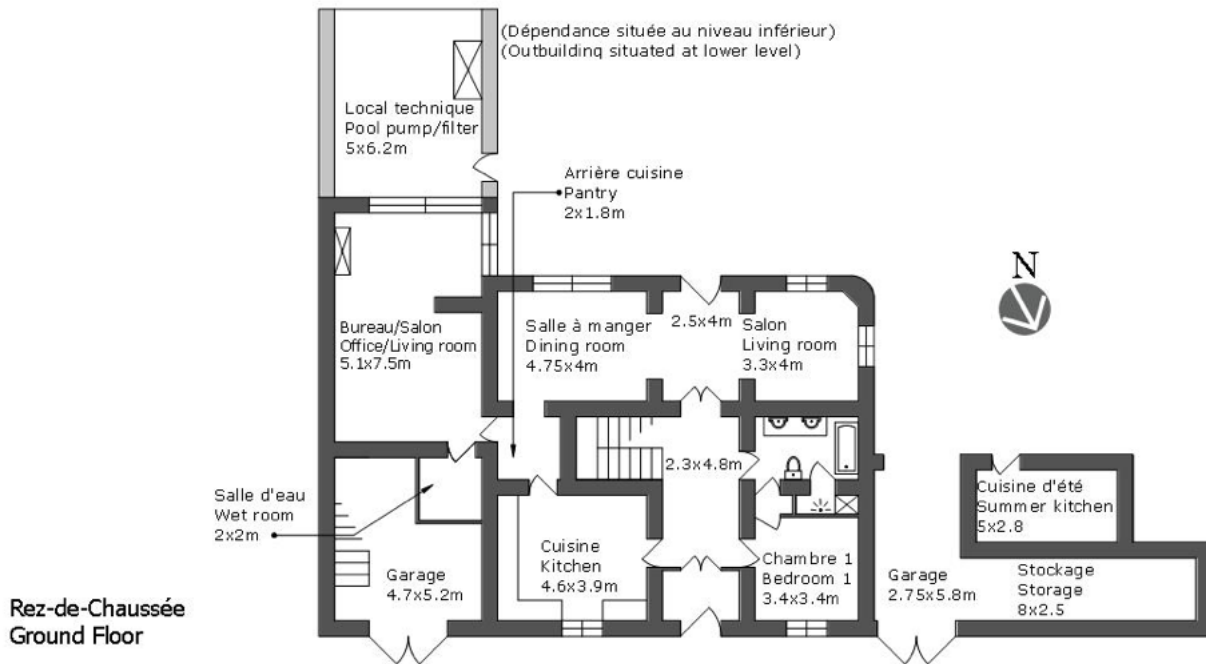 (Dépendance située au niveau inférieur)
(Outbuilding situated at lower level)
Local technique
Pool pump/filter
5x6.2m
Arrière cuisine
Pantry
2x1.8m
N
Bureau/Salon
Office/Living room
5.1x7.5m
Salle à manger
Dining room
4.75x4m
2.5x4m
Salon
Living room
3.3x4m
2.3x4.8m
Salle d'eau
Wet room
2x2m
Cuisine d'été
Summer kitchen
5x2.8
Garage
4.7x5.2m
Cuisine
Kitchen
4.6x3.9m
Chambre 1
Bedroom 1
3.4x3.4m
Garage
2.75x5.8m
Stockage
Storage
8x2.5
Rez-de-Chaussée
Ground Floor